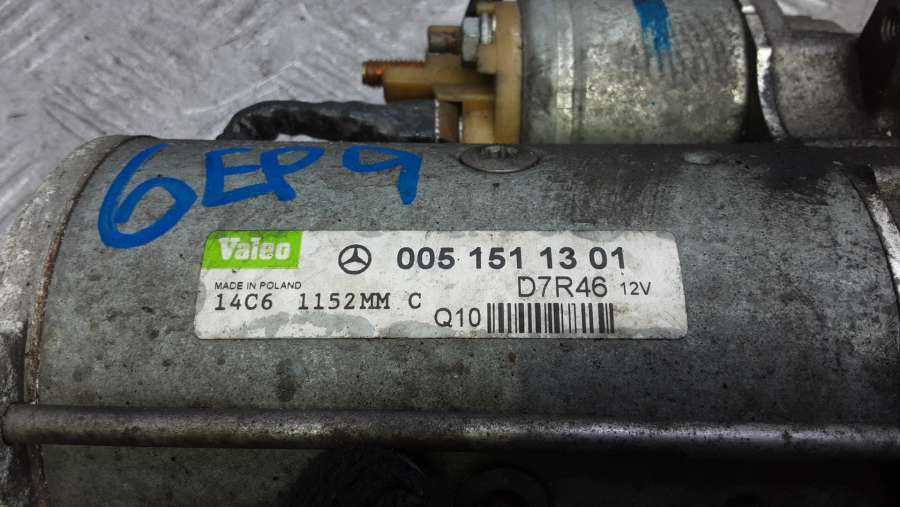 6EP9
Valeo 005 151 13 01
MADE IN POLAND D7R46 12V
14C6 1152MM C
Q10